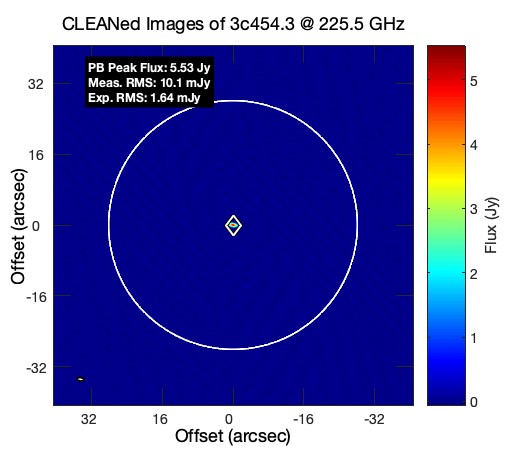 CLEANed Images of 3c454.3 @ 225.5 GHz
PB Peak Flux: 5.53 Jy
Meas. RMS: 10.1 mJy
Exp. RMS: 1.64 mJy
32
16
0
-16
-32
Offset (arcsec)
32
16
0
-16
-32
Offset (arcsec)
5
4
3
2
1
0
Flux (Jy)